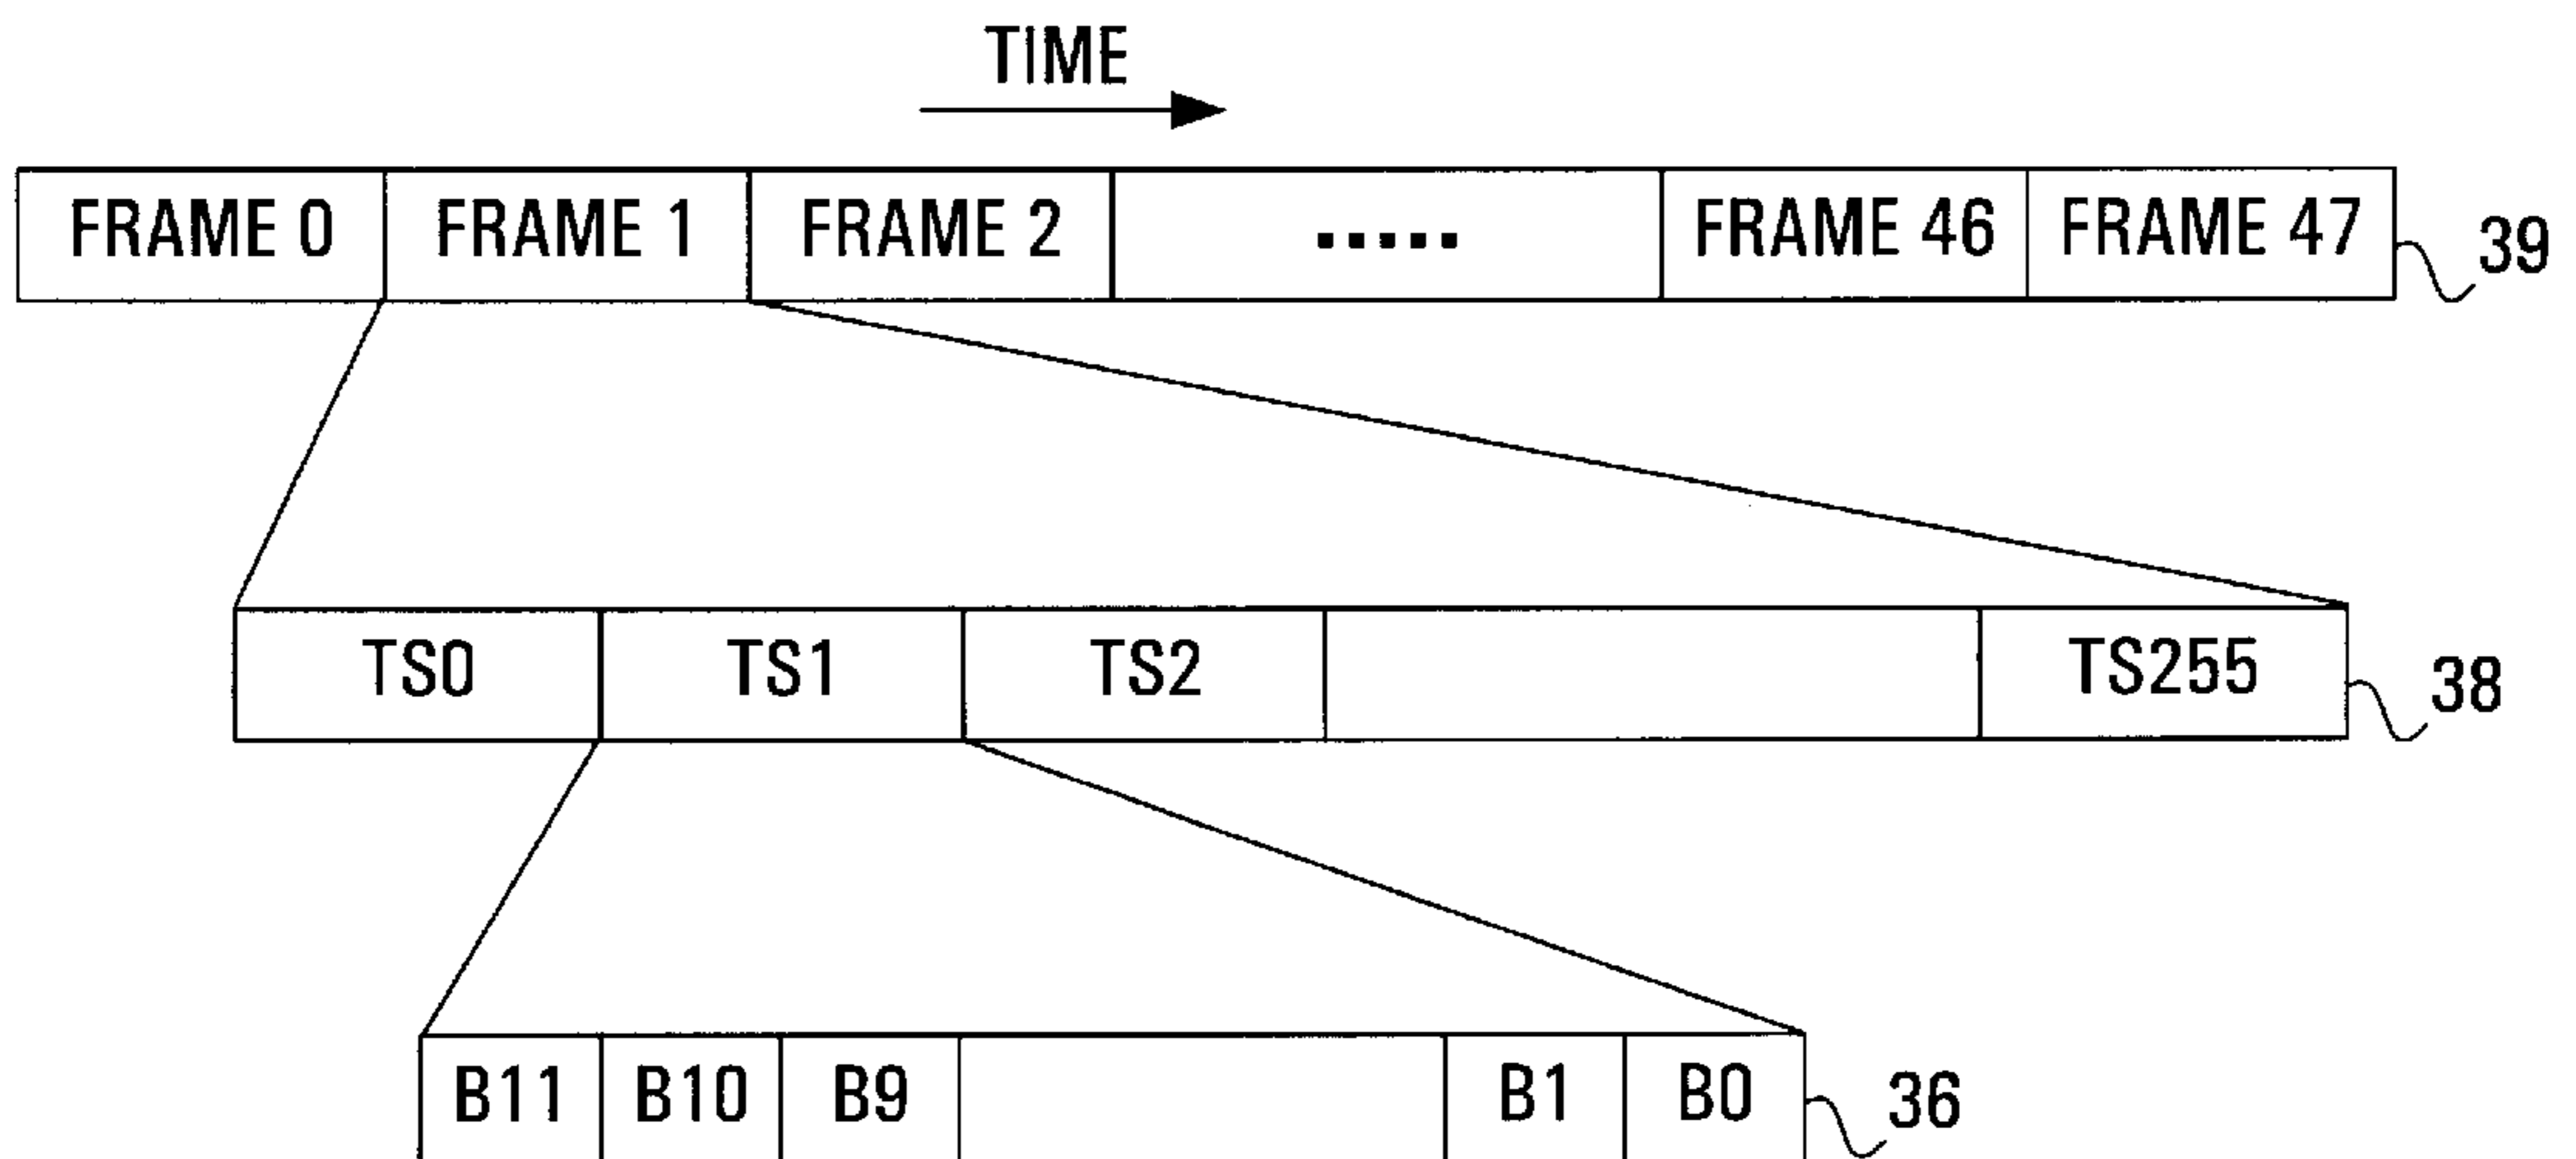 TIME
FRAME 0 FRAME 1 FRAME 2 ..... FRAME 46 FRAME 47 39
TS0 TS1 TS2 TS255 38
B11 B10 B9 B1 B0 36